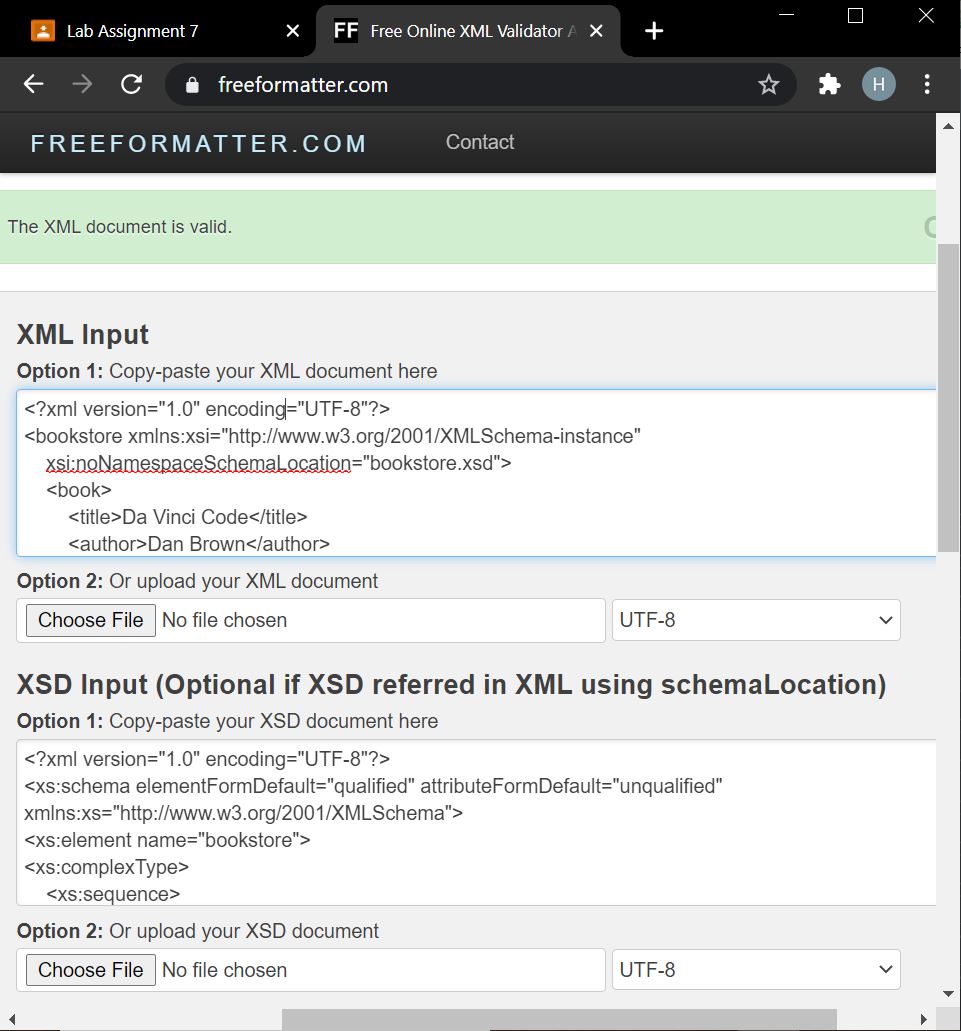 Lab Assignment 7
FF Free Online XML Validator
freeformatter.com
H
FREEFORMATTER.COM
Contact
The XML document is valid.
XML Input
Option 1: Copy-paste your XML document here
<?xml version="1.0" encoding="UTF-8"?>
<bookstore xmlns:xsi="http://www.w3.org/2001/XMLSchema-instance"
xsi:noNamespaceSchemaLocation="bookstore.xsd">
<book>
<title>Da Vinci Code</title>
<author>Dan Brown</author>
Option 2: Or upload your XML document
Choose File No file chosen
UTF-8
XSD Input (Optional if XSD referred in XML using schemaLocation)
Option 1: Copy-paste your XSD document here
<?xml version="1.0" encoding="UTF-8"?>
<xs:schema elementFormDefault="qualified" attributeFormDefault="unqualified"
xmlns:xs="http://www.w3.org/2001/XMLSchema">
<xs:element name="bookstore">
<xs:complexType>
<xs:sequence>
Option 2: Or upload your XSD document
Choose File No file chosen
UTF-8